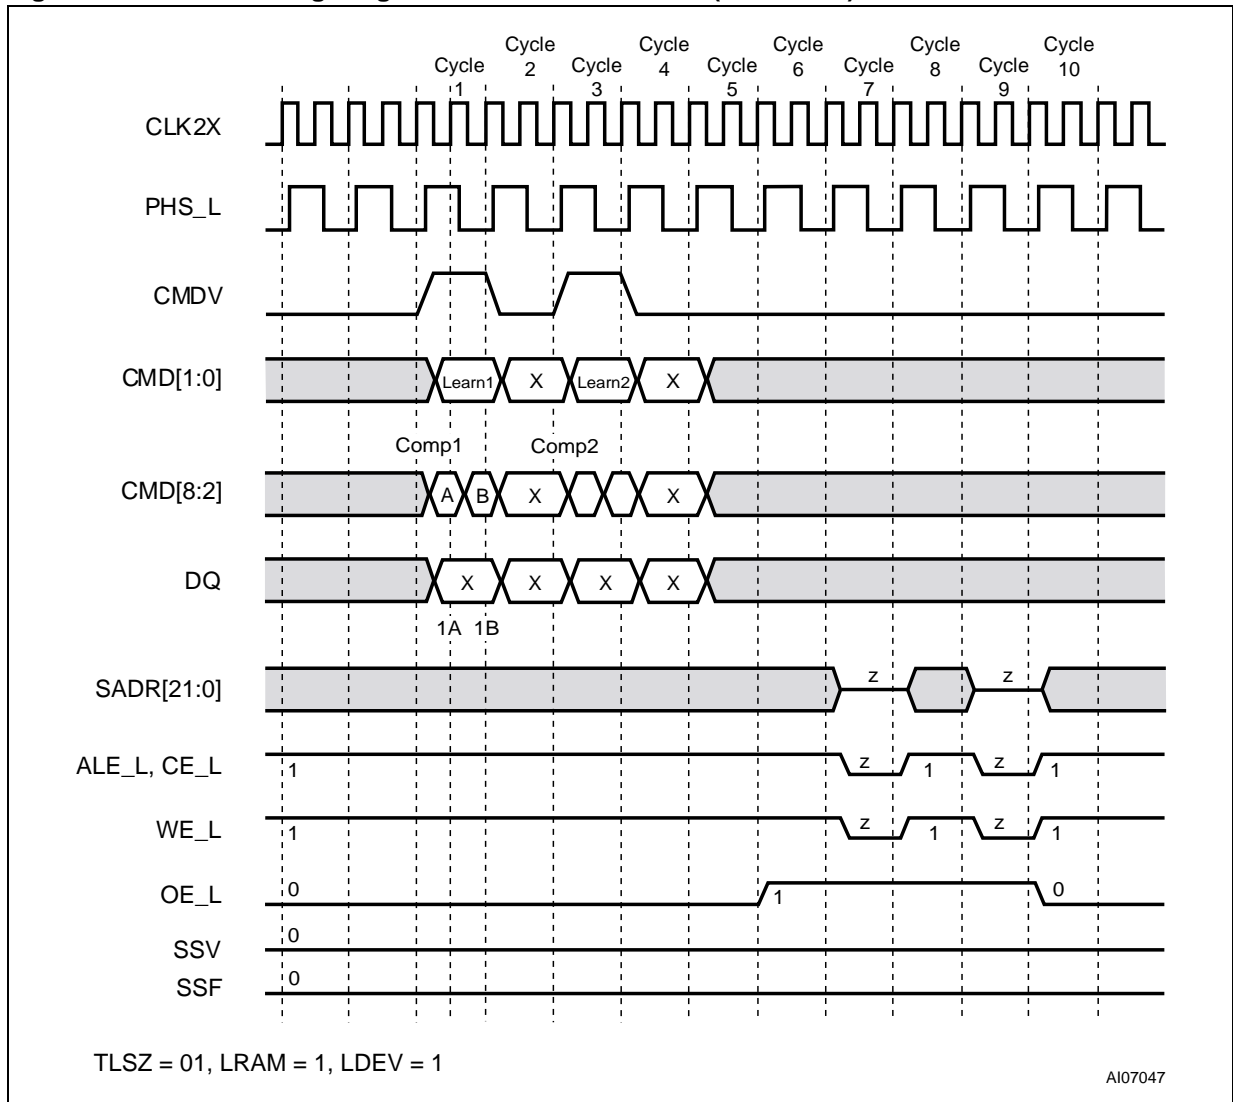 Cycle Cycle Cycle Cycle Cycle
Cycle 2 Cycle 4 Cycle 6 Cycle 8 Cycle 10
1 3 5 7 9
CLK2X
PHS_L
CMDV
CMD[1:0] Learn1 X Learn2 X
Comp1 Comp2
CMD[8:2] A B X X
DQ X X X X
1A 1B
SADR[21:0] z z
ALE_L, CE_L 1 z 1 z 1
WE_L 1 z 1 z 1
OE_L 0 1 0
SSV 0
SSF 0
TLSZ = 01, LRAM = 1, LDEV = 1
AI07047